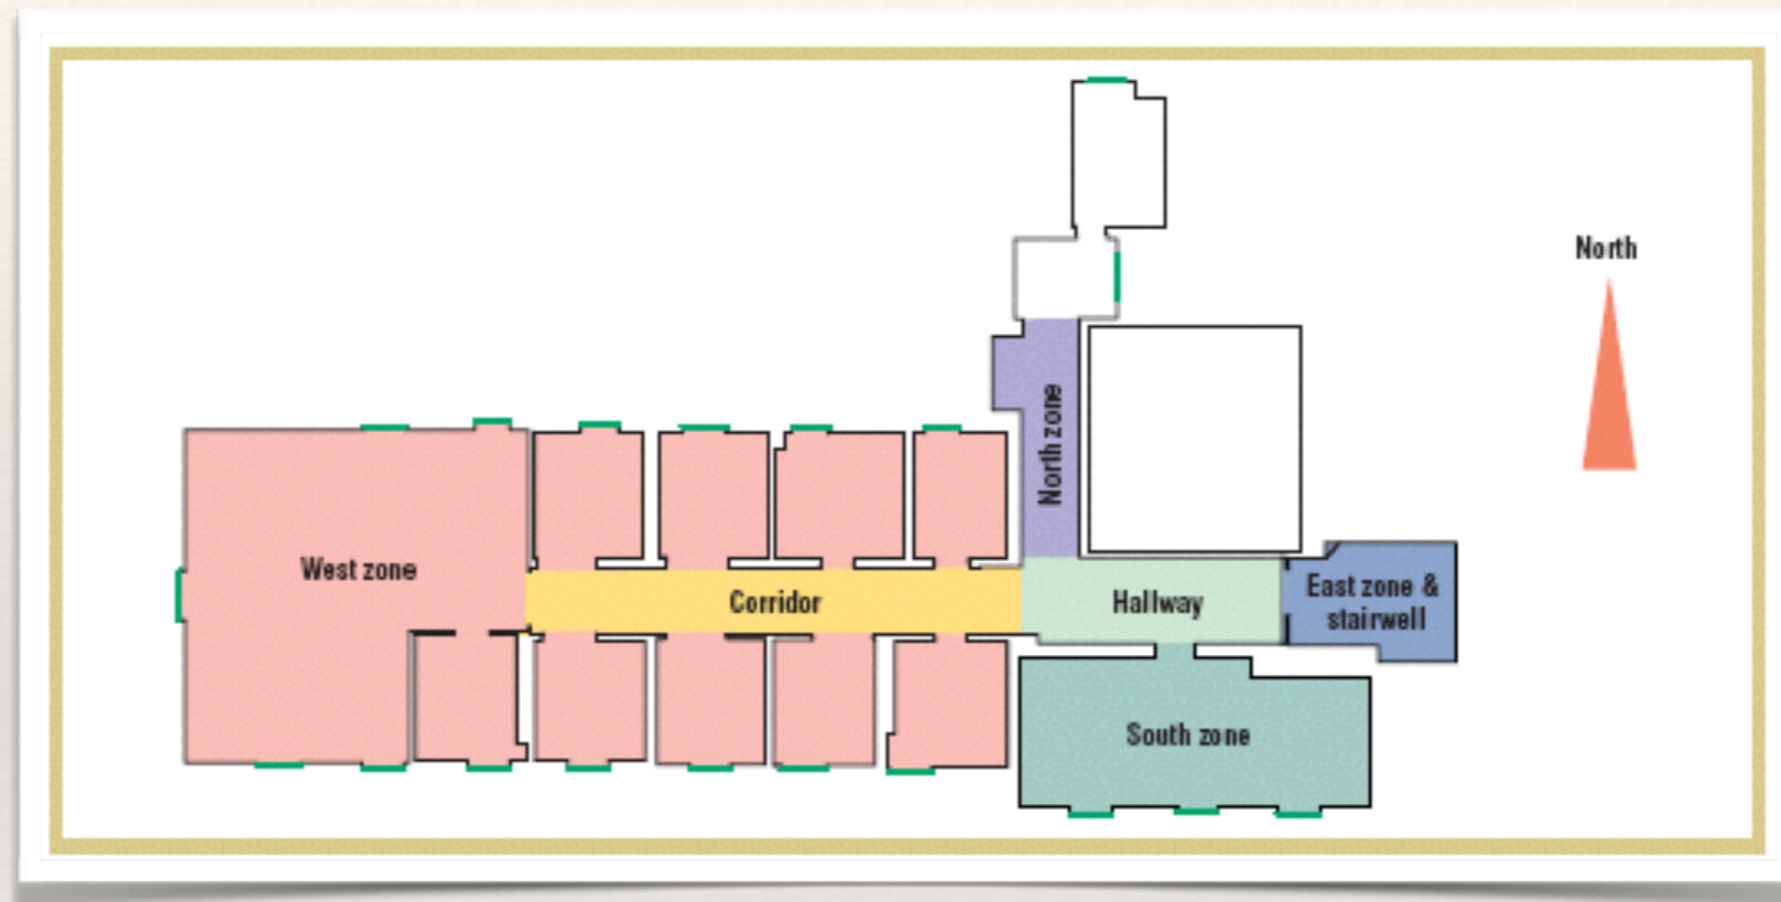 North
North zone
West zone
Corridor
Hallway
East zone &
stairwell
South zone